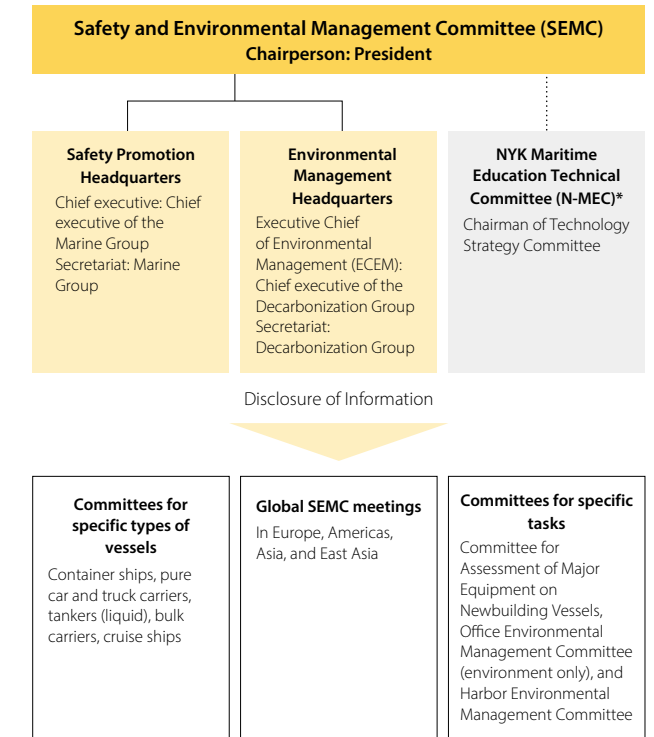 Safety and Environmental Management Committee (SEMC)
Chairperson: President
Safety Promotion
Headquarters
Chief executive: Chief
executive of the
Marine Group
Secretariat: Marine
Group
Environmental
Management
Headquarters
Executive Chief
of Environmental
Management (ECEM):
Chief executive of the
Decarbonization Group
Secretariat:
Decarbonization Group
NYK Maritime
Education Technical
Committee (N-MEC)*
Chairman of Technology
Strategy Committee
Disclosure of Information
Committees for
specific types of
vessels
Container ships, pure
car and truck carriers,
tankers (liquid), bulk
carriers, cruise ships
Global SEMC meetings
In Europe, Americas,
Asia, and East Asia
Committees for specific
tasks
Committee for
Assessment of Major
Equipment on
Newbuilding Vessels,
Office Environmental
Management Committee
(environment only), and
Harbor Environmental
Management Committee